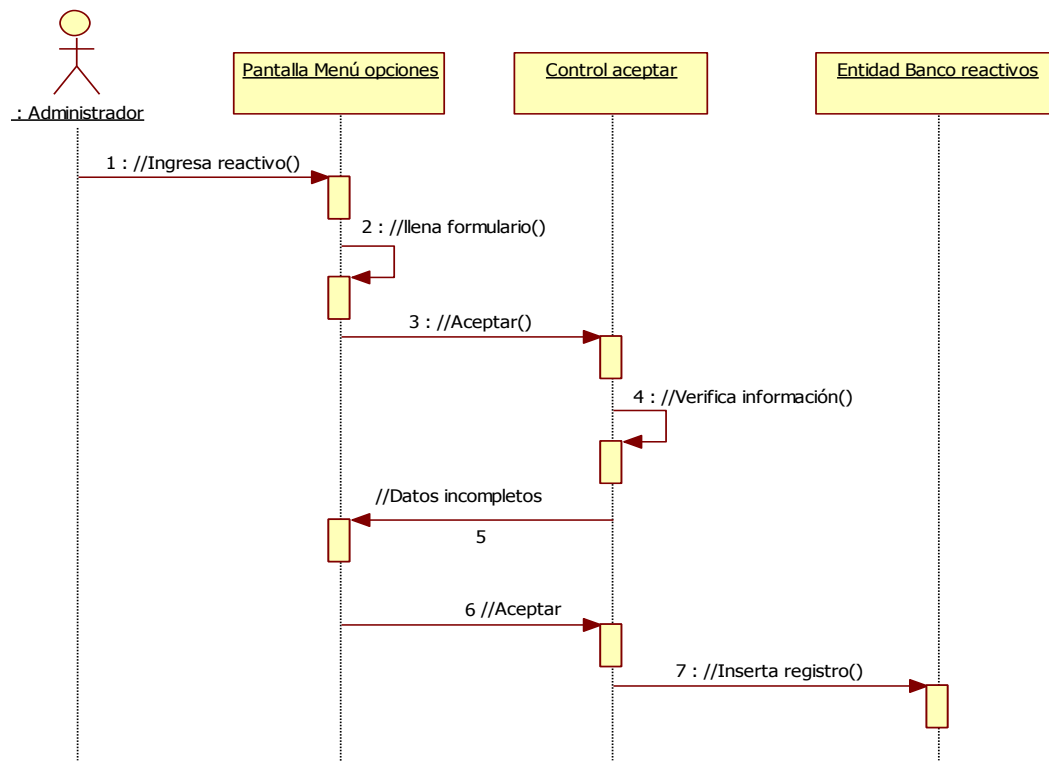 : Administrador
Pantalla Menú opciones
Control aceptar
Entidad Banco reactivos
1 : //Ingresa reactivo()
2 : //llena formulario()
3 : //Aceptar()
4 : //Verifica información()
//Datos incompletos
5
6 //Aceptar
7 : //Inserta registro()